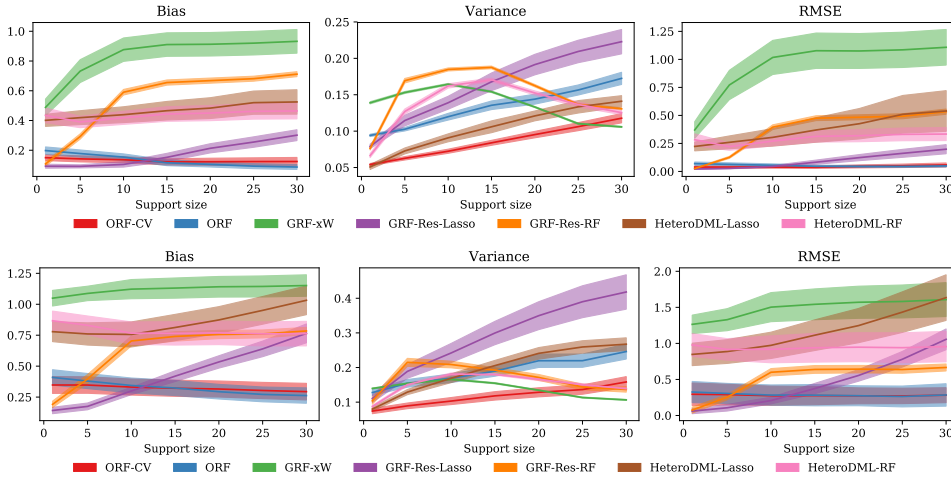 Bias
Variance
RMSE
1.0
0.8
0.6
0.4
0.2
0.25
0.20
0.15
0.10
0.05
1.25
1.00
0.75
0.50
0.25
0.00
0 5 10 15 20 25 30
0 5 10 15 20 25 30
0 5 10 15 20 25 30
Support size
Support size
Support size
ORF-CV ORF GRF-xW GRF-Res-Lasso GRF-Res-RF HeteroDML-Lasso HeteroDML-RF
Bias
Variance
RMSE
1.25
1.00
0.75
0.50
0.25
0.4
0.3
0.2
0.1
2.0
1.5
1.0
0.5
0.0
0 5 10 15 20 25 30
0 5 10 15 20 25 30
0 5 10 15 20 25 30
Support size
Support size
Support size
ORF-CV ORF GRF-xW GRF-Res-Lasso GRF-Res-RF HeteroDML-Lasso HeteroDML-RF